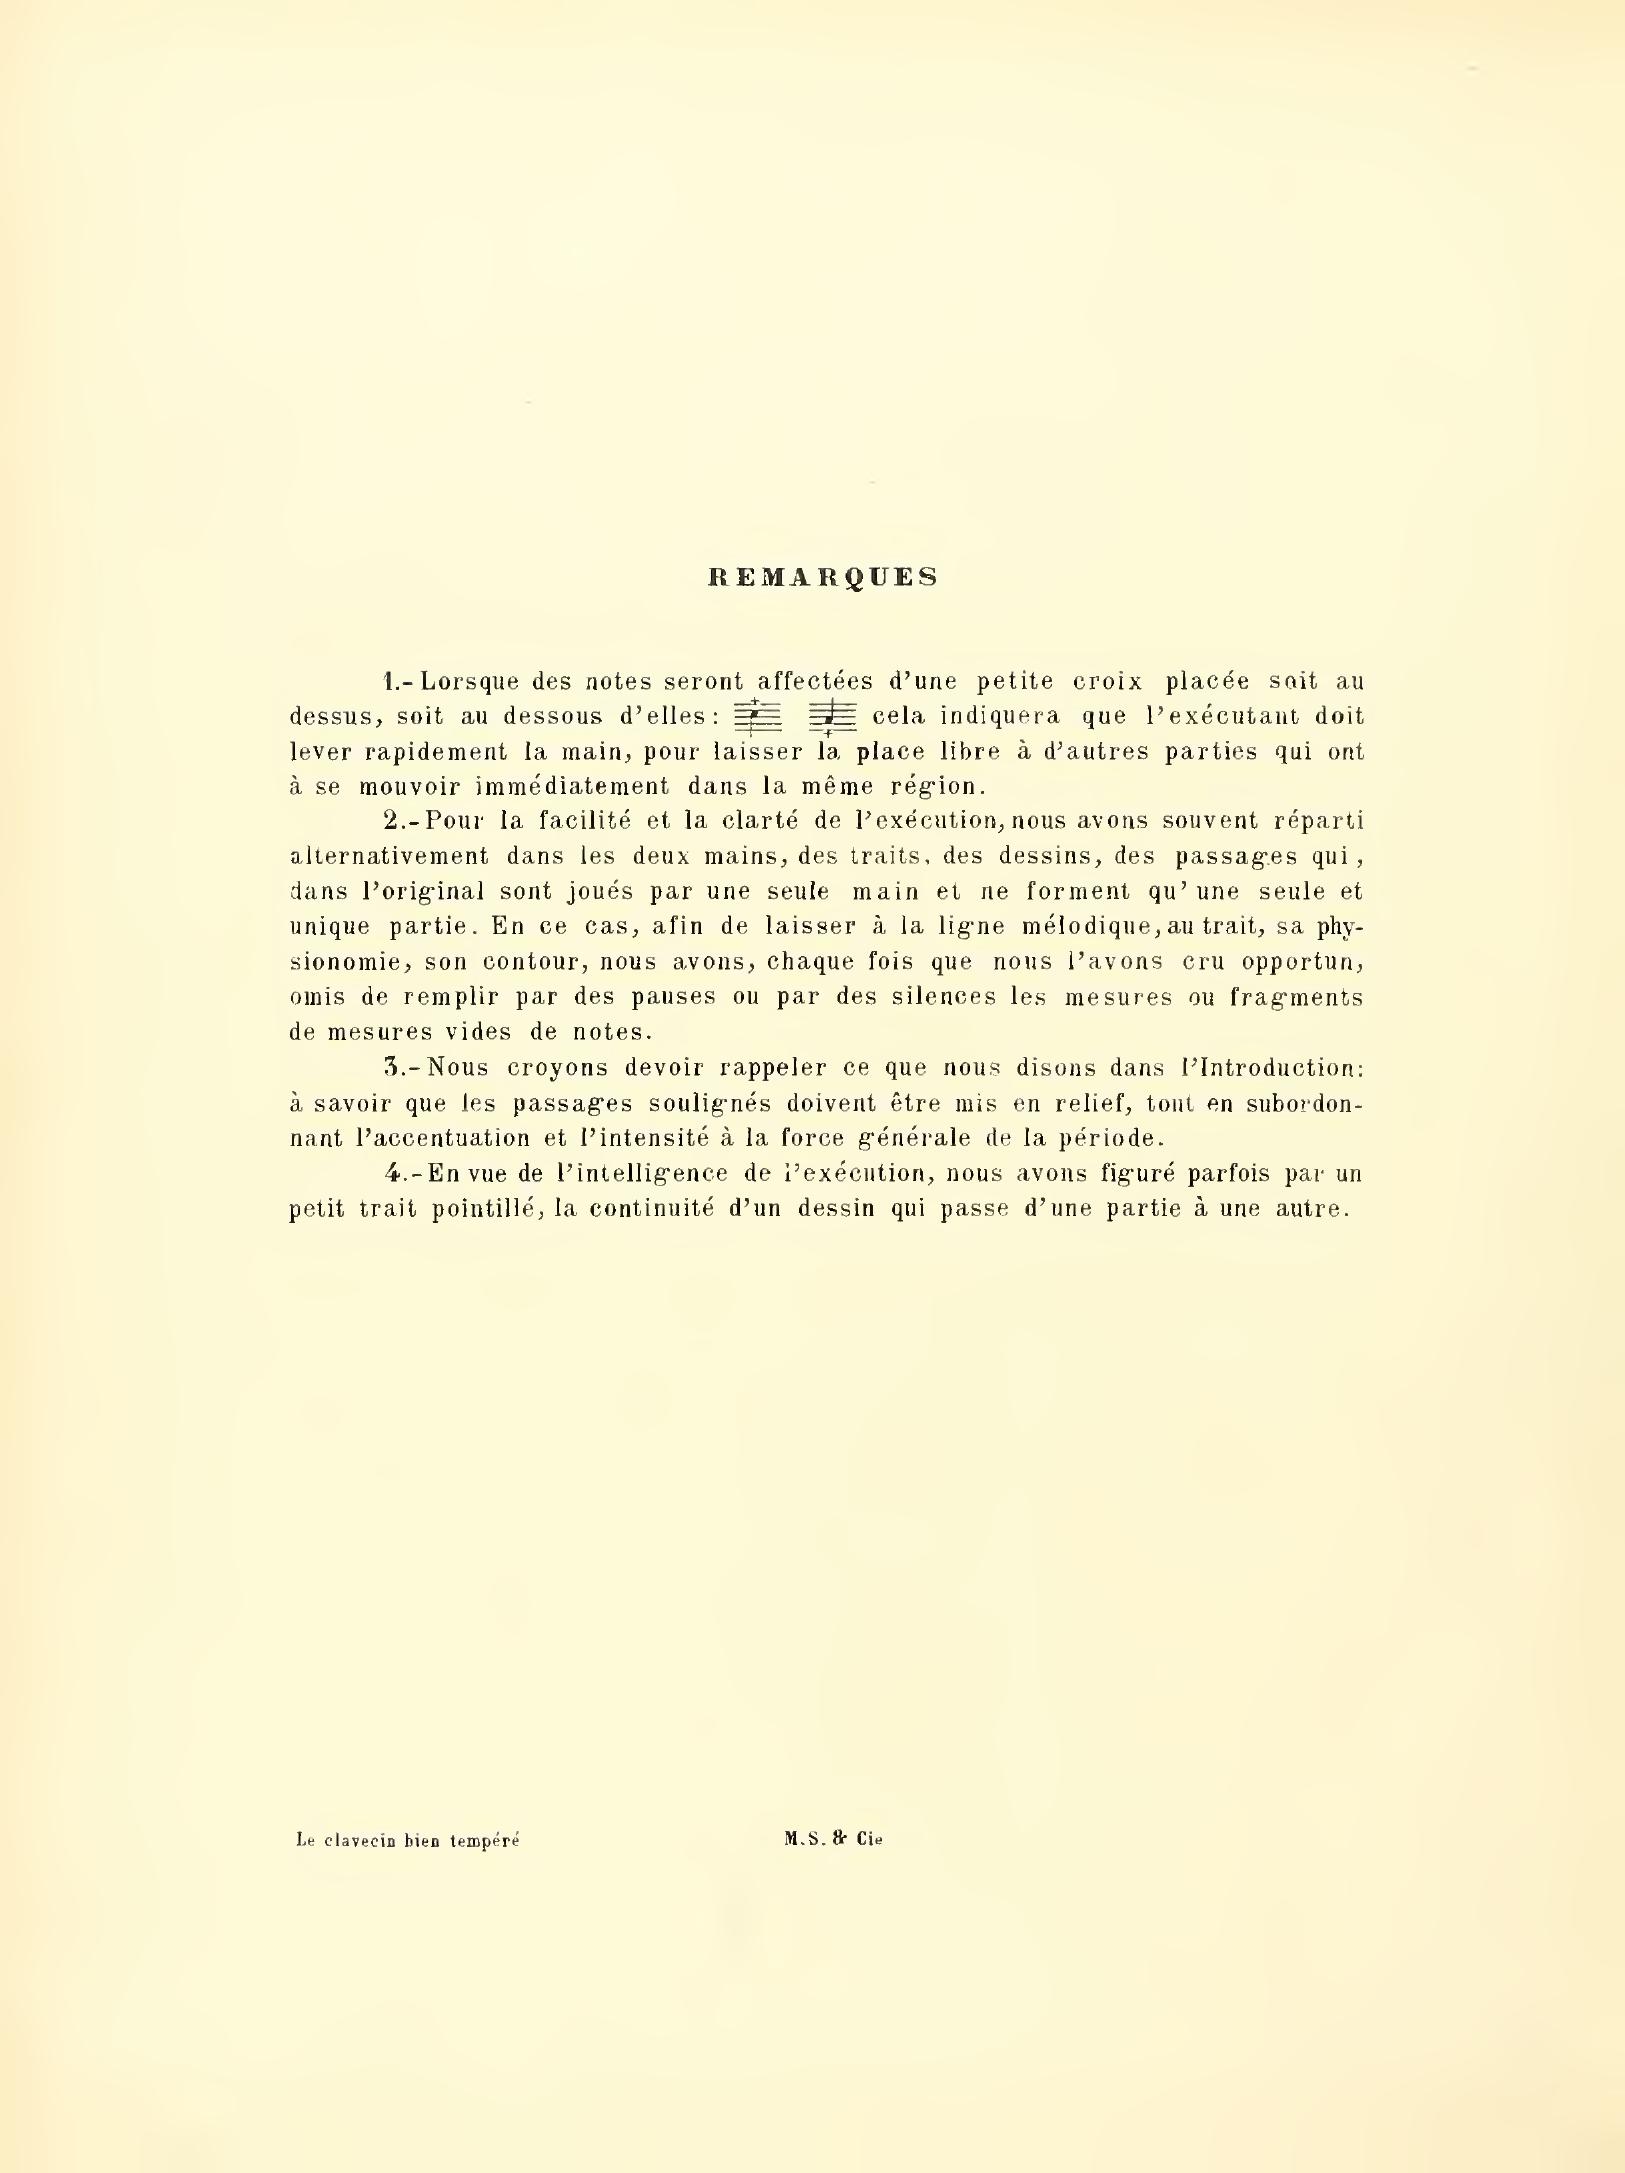 REMARQUES
1.- Lorsque des notes seront affectées d'une petite croix placée soit au
dessus, soit au dessous d'elles : cela indiquera que l'exécutant doit
lever rapidement la main, pour laisser la place libre à d'autres parties qui ont
à se mouvoir immédiatement dans la même région.
2.- Pour la facilité et la clarté de l'exécution, nous avons souvent réparti
alternativement dans les deux mains, des traits, des dessins, des passages qui,
dans l'original sont joués par une seule main et ne forment qu'une seule et
unique partie. En ce cas, afin de laisser à la ligne mélodique, au trait, sa phy-
sionomie, son contour, nous avons, chaque fois que nous l'avons cru opportun,
omis de remplir par des pauses ou par des silences les mesures ou fragments
de mesures vides de notes.
3.- Nous croyons devoir rappeler ce que nous disons dans l'Introduction:
à savoir que les passages soulignés doivent être mis en relief, tout en subordon-
nant l'accentuation et l'intensité à la force générale de la période.
4.- En vue de l'intelligence de l'exécution, nous avons figuré parfois par un
petit trait pointillé, la continuité d'un dessin qui passe d'une partie à une autre.
Le clavecin bien tempéré
M.S. & Cie